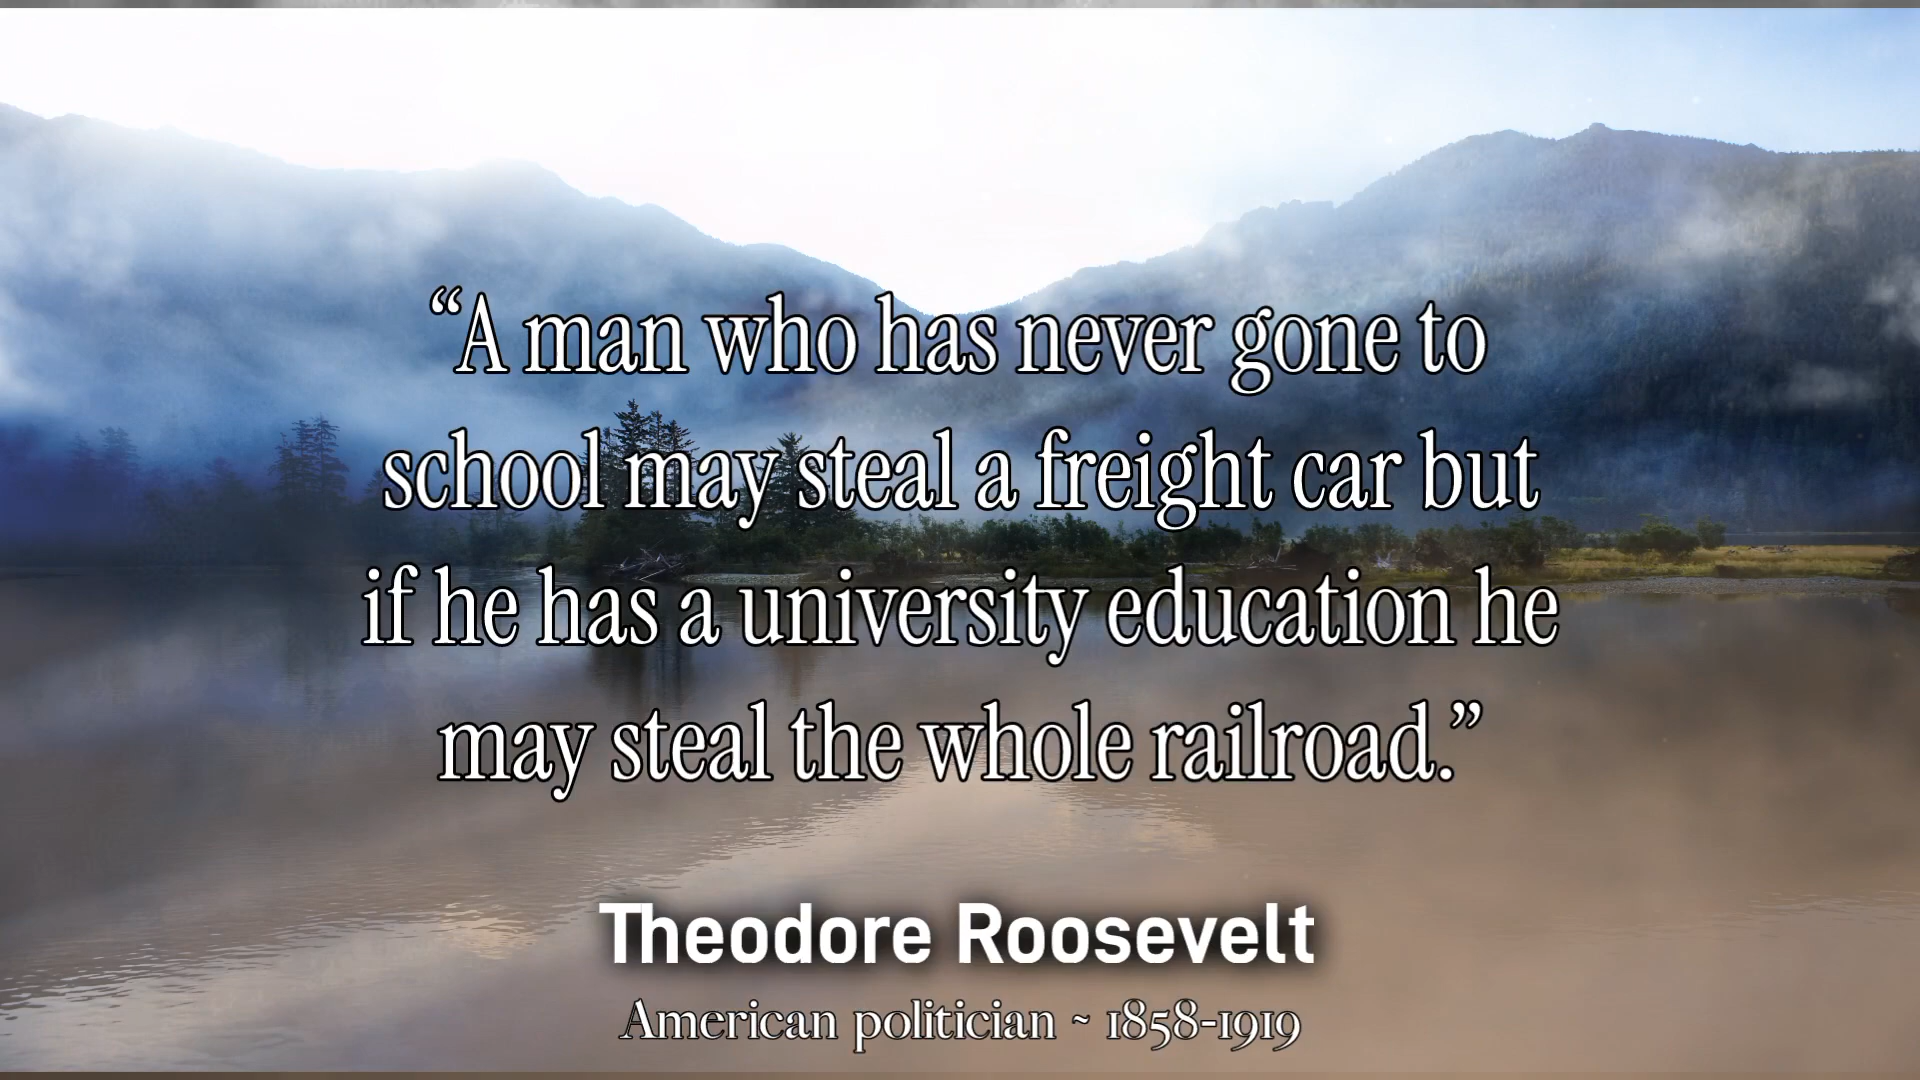 “A man who has never gone to
school may steal a freight car but
if he has a university education he
may steal the whole railroad.”
Theodore Roosevelt
American politician ~ 1858-1919